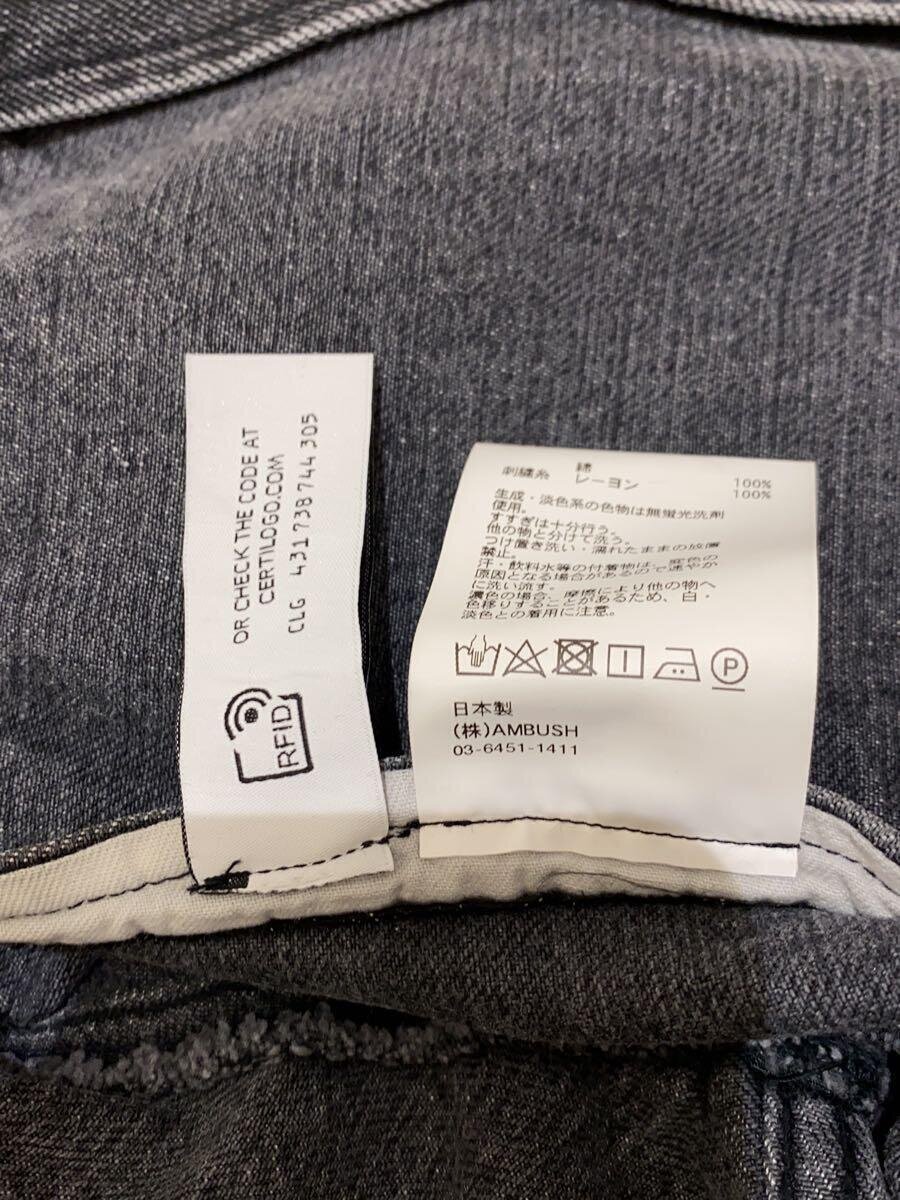 OR CHECK THE CODE AT
CERTILOGO.COM
CLG 431 738 744 305
RFID
綿 100%
刺繍糸 レーヨン 100%
生成・淡色系の色物は無蛍光洗剤
使用。
すすぎは十分行う。
他の物と分けて洗う。
つけ置き洗い・濡れたままの放置
禁止。
汗・飲料水等の付着物は、変色の
原因となる場合があるので速やか
に洗い流す。
濃色の場合、摩擦により他の物へ
色移りすることがあるため、白・
淡色との着用に注意。
P
日本製
(株)AMBUSH
03-6451-1411